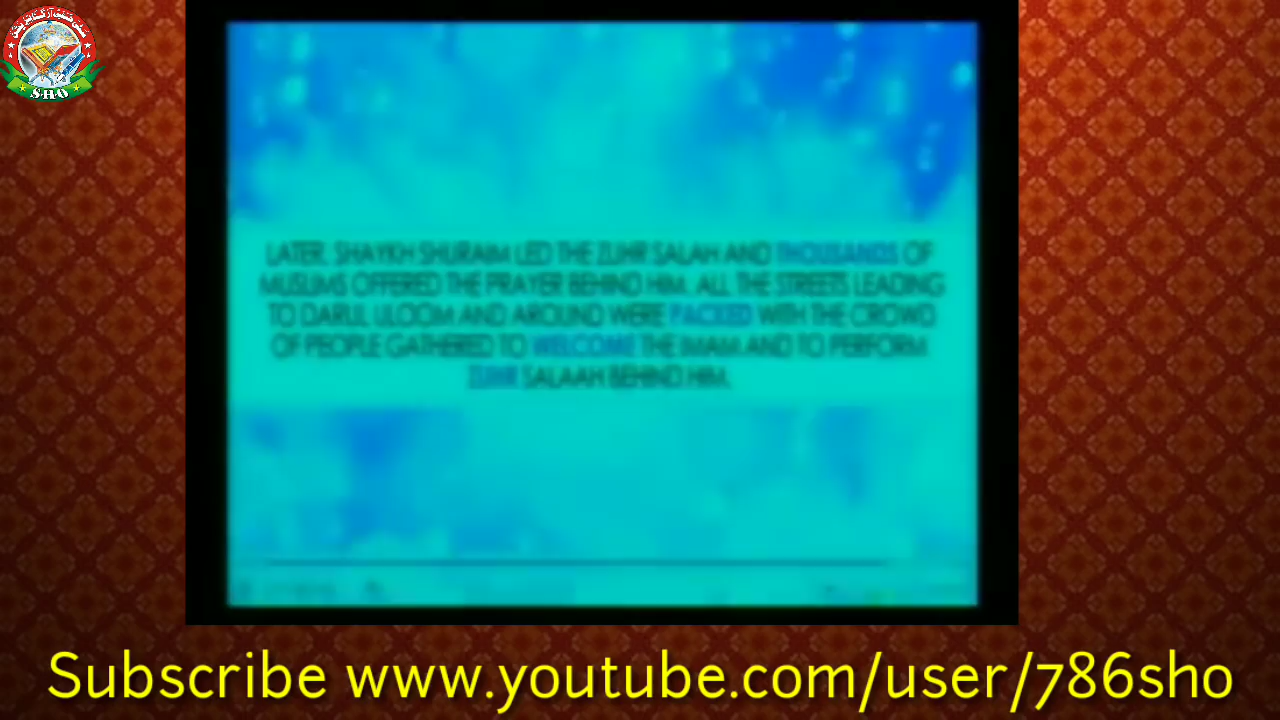 SHO
LATER, SHAYKH SHURAIM LED THE ZUHR SALAH AND THOUSANDS OF
MUSLIMS OFFERED THE PRAYER BEHIND HIM. ALL THE STREETS LEADING
TO DARUL ULOOM AND AROUND WERE PACKED WITH THE CROWD
OF PEOPLE GATHERED TO WELCOME THE IMAM AND TO PERFORM
ZUHR SALAAH BEHIND HIM.
Subscribe www.youtube.com/user/786sho